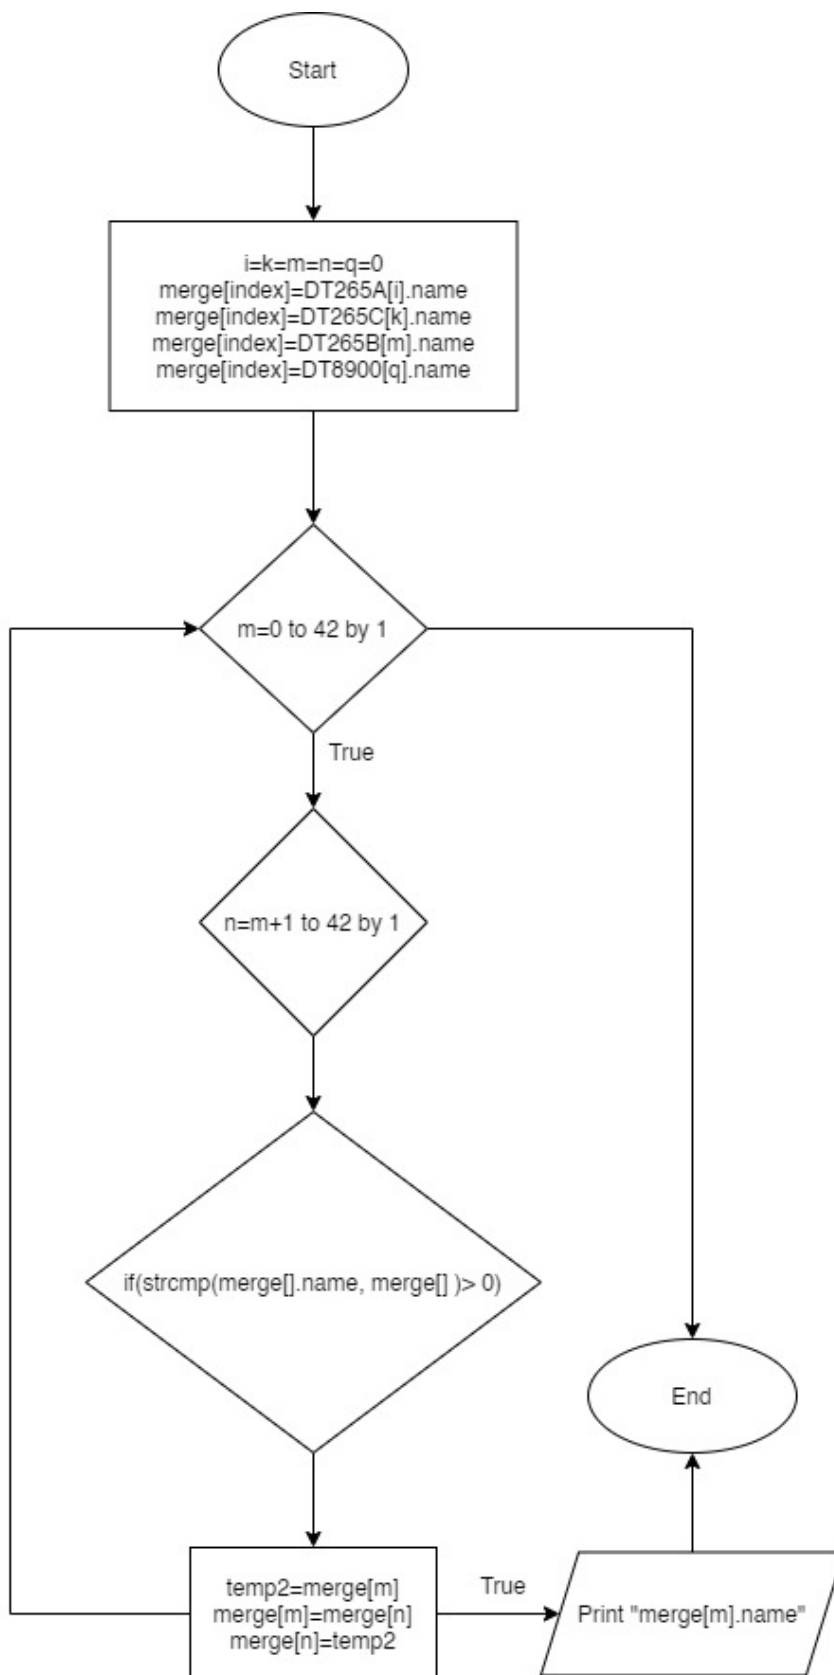 Start
i=k=m=n=q=0
merge[index]=DT265A[i].name
merge[index]=DT265C[k].name
merge[index]=DT265B[m].name
merge[index]=DT8900[q].name
m=0 to 42 by 1
True
n=m+1 to 42 by 1
if(strcmp(merge[].name, merge[] )> 0)
End
temp2=merge[m]
merge[m]=merge[n]
merge[n]=temp2
True
Print "merge[m].name"